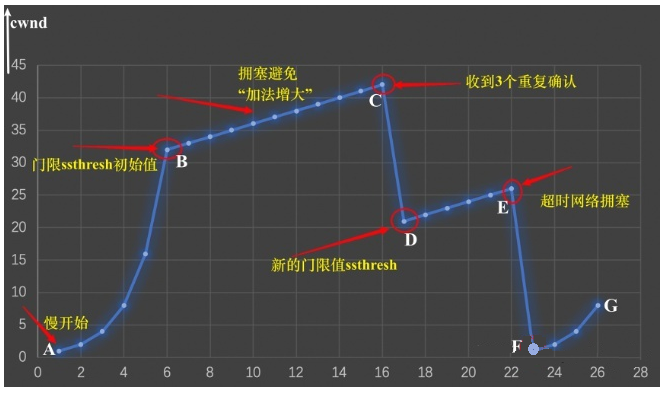 cwnd
45
40
35
30
25
20
15
10
5
0
拥塞避免
“加法增大”
收到3个重复确认
C
门限ssthresh初始值
B
E
超时网络拥塞
D
新的门限值ssthresh
慢开始
A
F
G
0 2 4 6 8 10 12 14 16 18 20 22 24 26 28